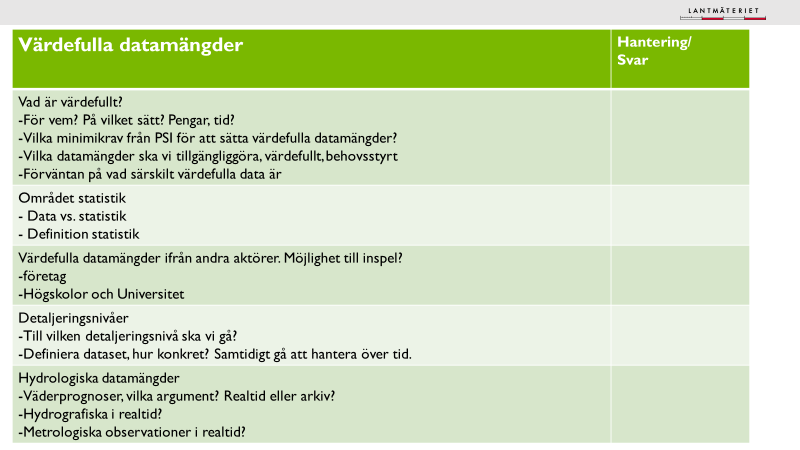 LANTMÄTERIET
Värdefulla datamängder
Hantering/
Svar
Vad är värdefullt?
-För vem? På vilket sätt? Pengar, tid?
-Vilka minimikrav från PSI för att sätta värdefulla datamängder?
-Vilka datamängder ska vi tillgängliggöra, värdefullt, behovsstyrt
-Förväntan på vad särskilt värdefulla data är
Området statistik
- Data vs. statistik
- Definition statistik
Värdefulla datamängder ifrån andra aktörer. Möjlighet till inspel?
-företag
-Högskolor och Universitet
Detaljeringsnivåer
-Till vilken detaljeringsnivå ska vi gå?
-Definiera dataset, hur konkret? Samtidigt gå att hantera över tid.
Hydrologiska datamängder
-Väderprognoser, vilka argument? Realtid eller arkiv?
-Hydrografiska i realtid?
-Metrologiska observationer i realtid?